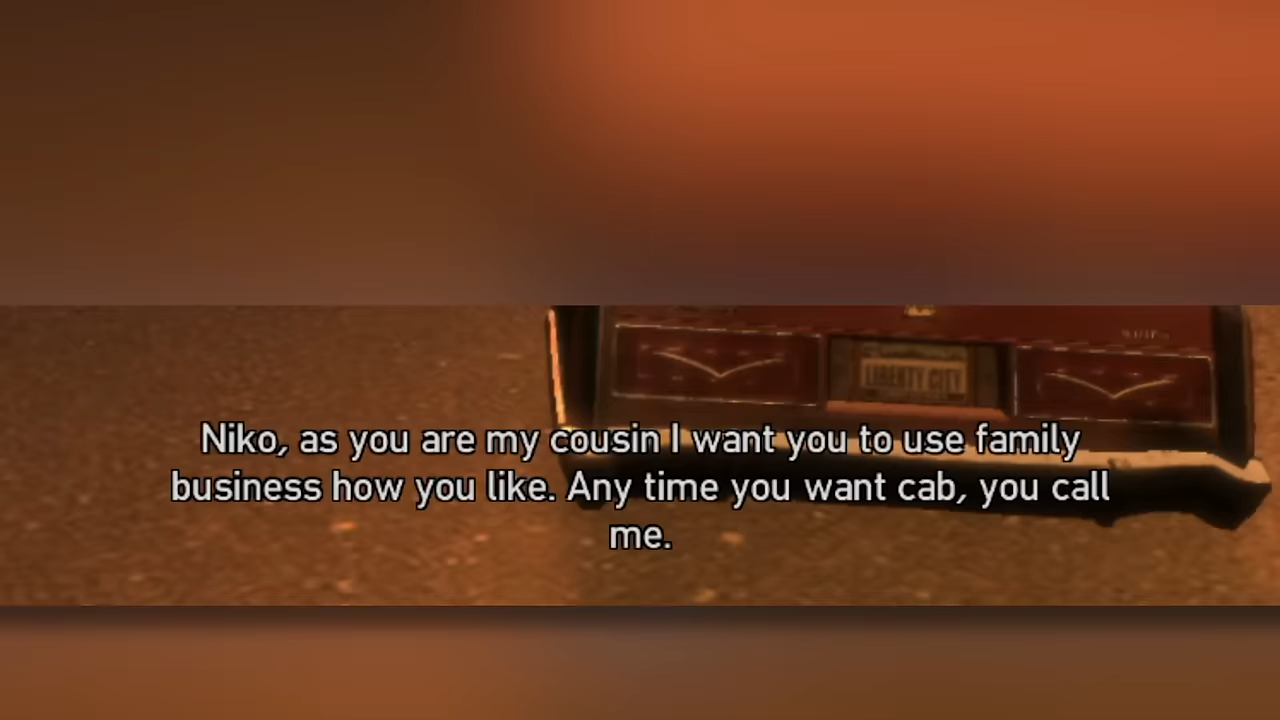 LIBERTY CITY
Niko, as you are my cousin I want you to use family
business how you like. Any time you want cab, you call
me.